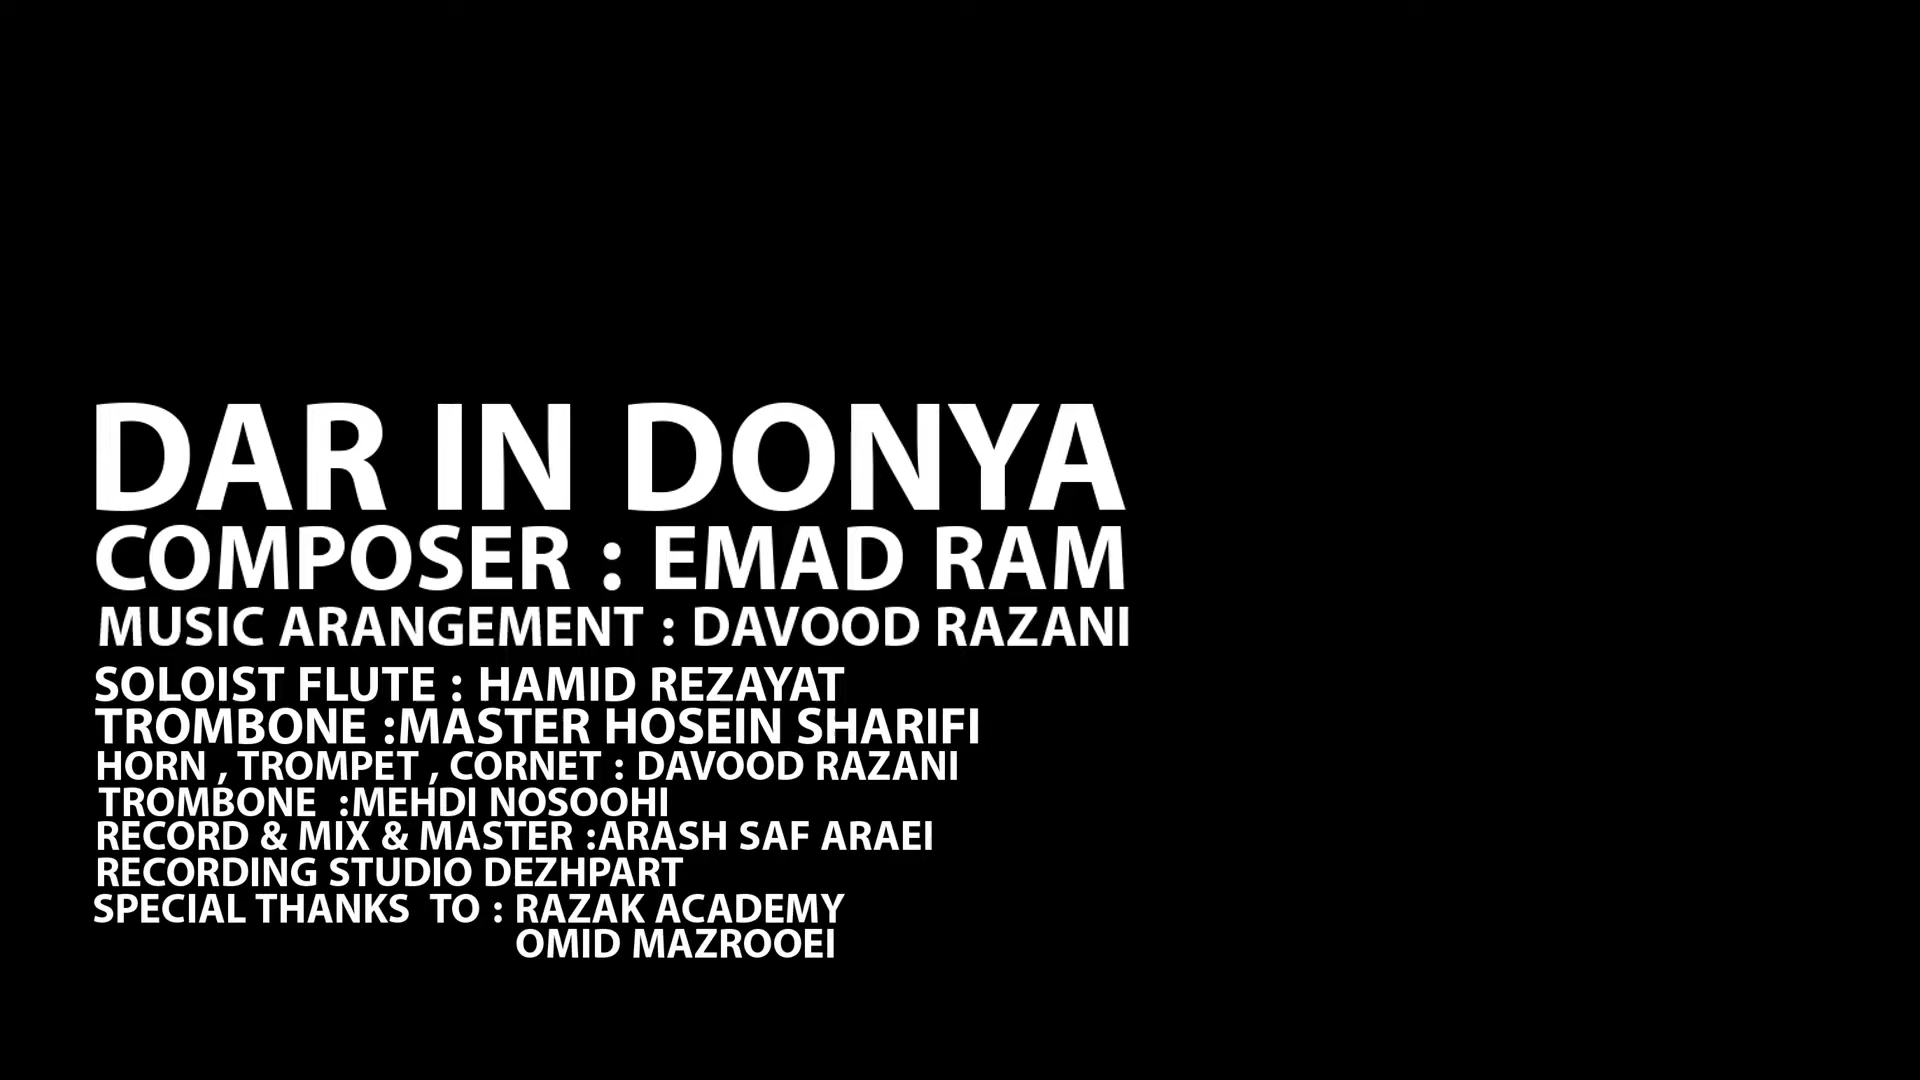 DAR IN DONYA
COMPOSER : EMAD RAM
MUSIC ARANGEMENT : DAVOOD RAZANI
SOLOIST FLUTE : HAMID REZAYAT
TROMBONE :MASTER HOSEIN SHARIFI
HORN , TROMPET , CORNET : DAVOOD RAZANI
TROMBONE :MEHDI NOSOOHI
RECORD & MIX & MASTER :ARASH SAF ARAEI
RECORDING STUDIO DEZHPART
SPECIAL THANKS TO : RAZAK ACADEMY
OMID MAZROOEI